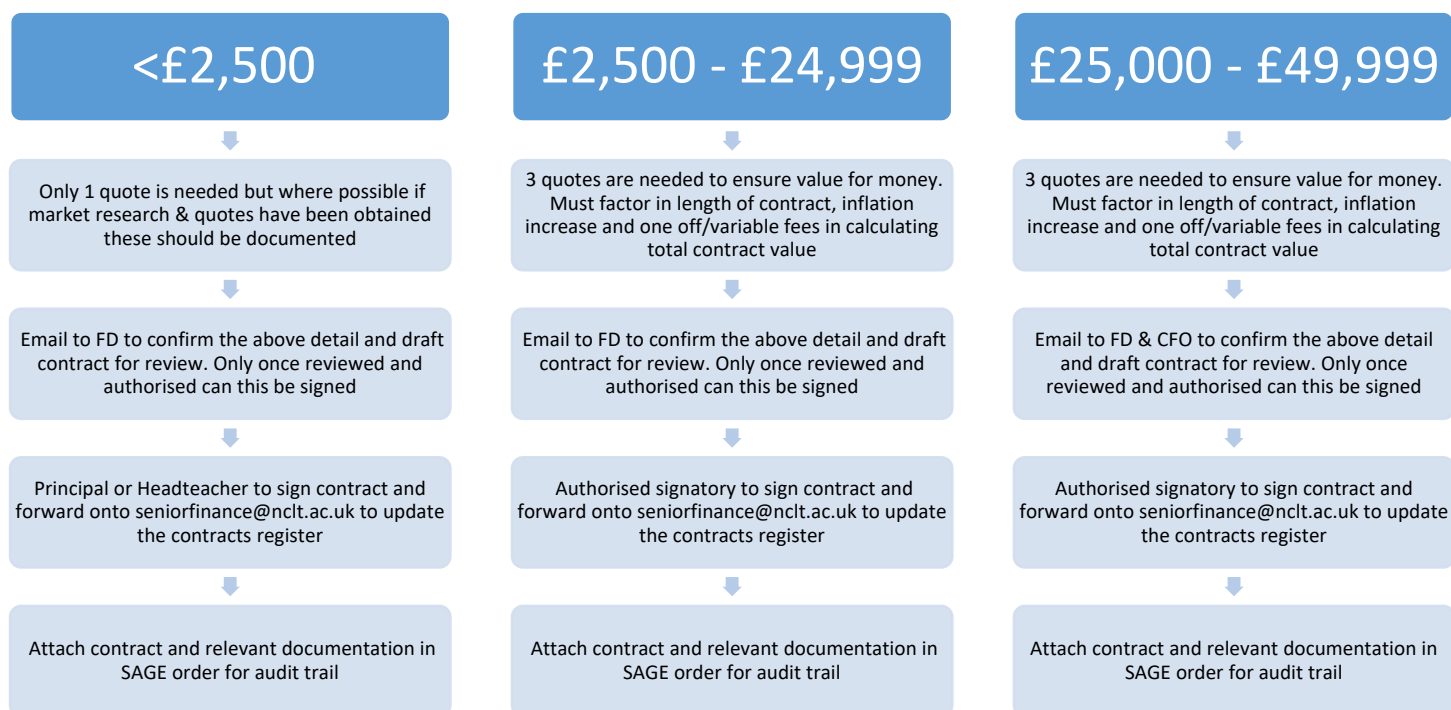 <£2,500
Only 1 quote is needed but where possible if
market research & quotes have been obtained
these should be documented
Email to FD to confirm the above detail and draft
contract for review. Only once reviewed and
authorised can this be signed
Principal or Headteacher to sign contract and
forward onto seniorfinance@nclt.ac.uk to update
the contracts register
Attach contract and relevant documentation in
SAGE order for audit trail
£2,500 - £24,999
3 quotes are needed to ensure value for money.
Must factor in length of contract, inflation
increase and one off/variable fees in calculating
total contract value
Email to FD to confirm the above detail and draft
contract for review. Only once reviewed and
authorised can this be signed
Authorised signatory to sign contract and
forward onto seniorfinance@nclt.ac.uk to update
the contracts register
Attach contract and relevant documentation in
SAGE order for audit trail
£25,000 - £49,999
3 quotes are needed to ensure value for money.
Must factor in length of contract, inflation
increase and one off/variable fees in calculating
total contract value
Email to FD & CFO to confirm the above detail
and draft contract for review. Only once
reviewed and authorised can this be signed
Authorised signatory to sign contract and
forward onto seniorfinance@nclt.ac.uk to update
the contracts register
Attach contract and relevant documentation in
SAGE order for audit trail